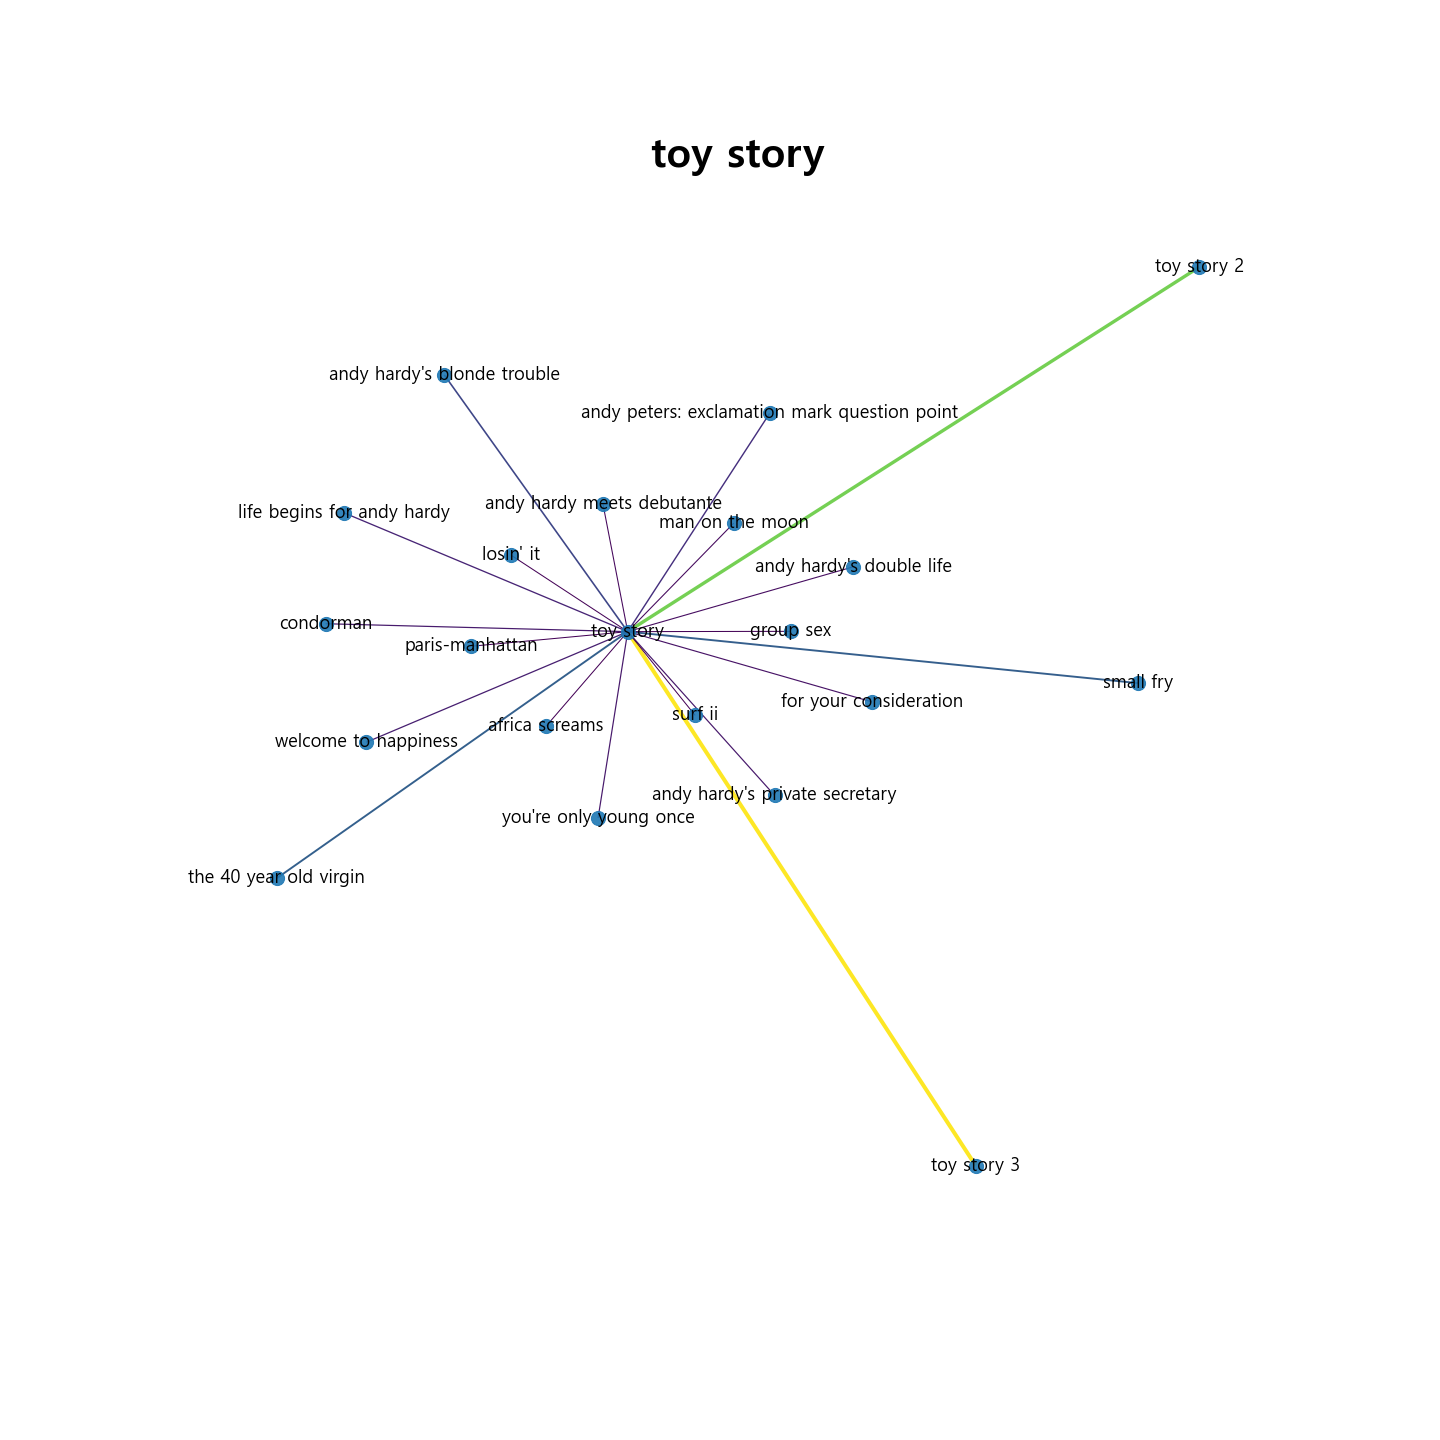 toy story
toy story 2
andy hardy's blonde trouble
andy peters: exclamation mark question point
andy hardy meets debutante
life begins for andy hardy
man on the moon
losin' it
andy hardy's double life
condorman
toy story
group sex
paris-manhattan
small fry
for your consideration
surf ii
africa screams
welcome to happiness
andy hardy's private secretary
you're only young once
the 40 year old virgin
toy story 3